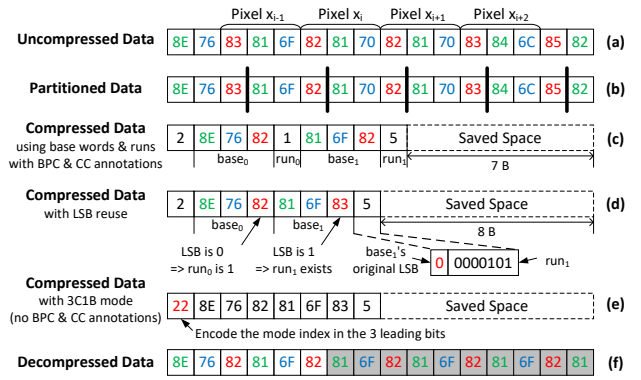 Pixel xi-1 Pixel xi Pixel xi+1 Pixel xi+2
Uncompressed Data 8E 76 83 81 6F 82 81 70 82 81 70 83 84 6C 85 82 (a)
Partitioned Data 8E 76 83 81 6F 82 81 70 82 81 70 83 84 6C 85 82 (b)
Compressed Data
using base words & runs
with BPC & CC annotations
2 8E 76 82 1 81 6F 82 5 Saved Space (c)
base0 run0 base1 run1 7 B
Compressed Data
with LSB reuse
2 8E 76 82 81 6F 83 5 Saved Space (d)
base0 base1 8 B
LSB is 0
=> run0 is 1
LSB is 1
=> run1 exists
base1's
original LSB
0 0000101 run1
Compressed Data
with 3C1B mode
(no BPC & CC annotations)
22 8E 76 82 81 6F 83 5 Saved Space (e)
Encode the mode index in the 3 leading bits
Decompressed Data 8E 76 82 81 6F 82 81 6F 82 81 6F 82 81 6F 82 81 (f)